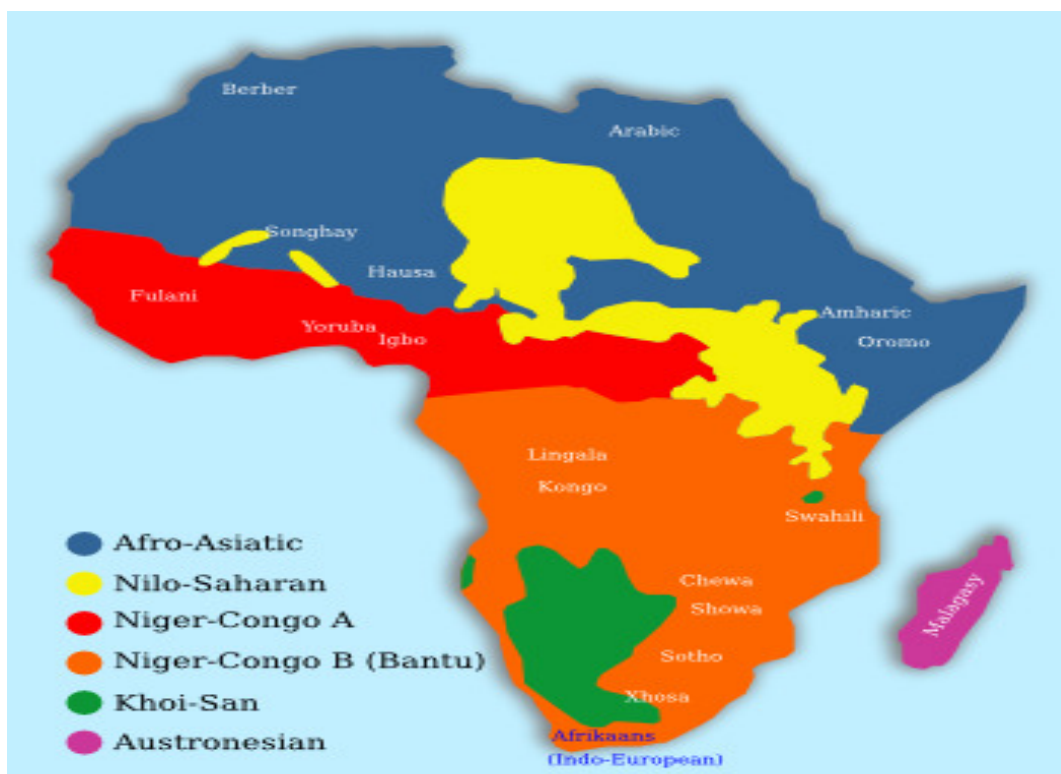 Berber
Arabic
Songhay
Hausa
Fulani
Yoruba
Igbo
Amharic
Oromo
Lingala
Kongo
Swahili
Chewa
Showa
Sotho
Xhosa
Malagasy
Afrikaans
(Indo-European)
Afro-Asiatic
Nilo-Saharan
Niger-Congo A
Niger-Congo B (Bantu)
Khoi-San
Austronesian